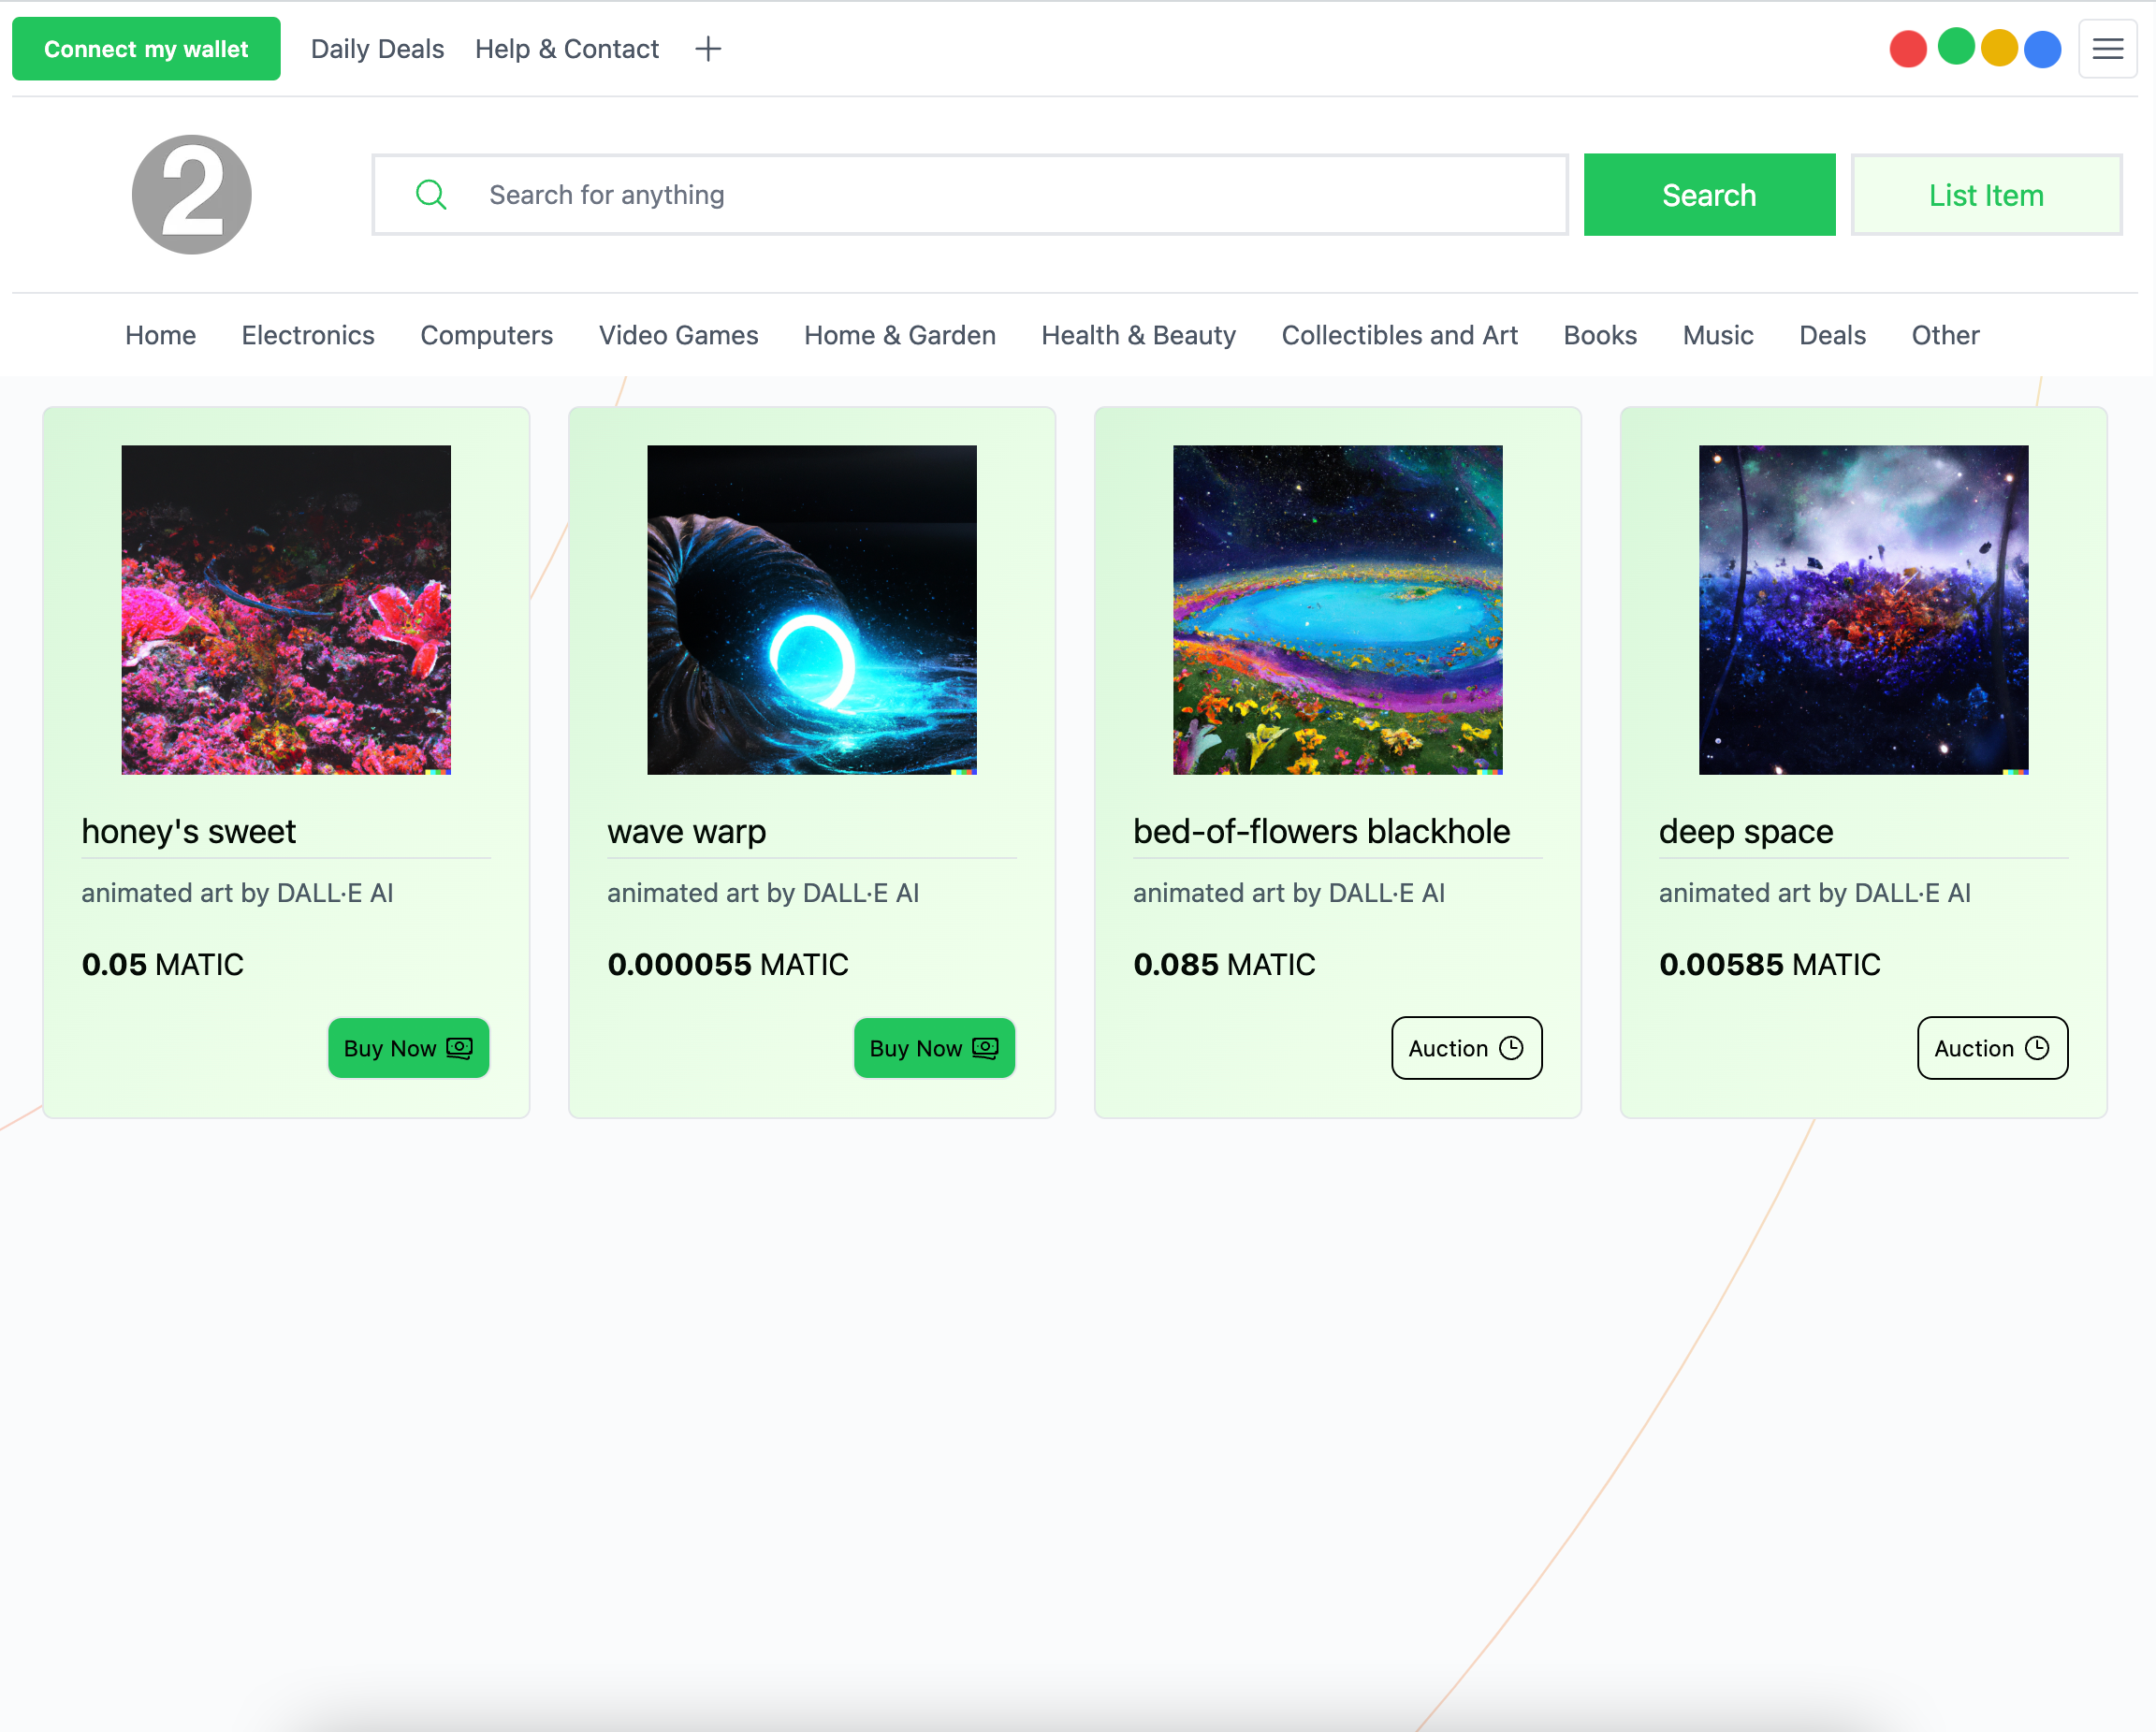 Connect my wallet Daily Deals Help & Contact
2 Search for anything Search List Item
Home Electronics Computers Video Games Home & Garden Health & Beauty Collectibles and Art Books Music Deals Other
honey's sweet
animated art by DALL·E AI
0.05 MATIC
Buy Now
wave warp
animated art by DALL·E AI
0.000055 MATIC
Buy Now
bed-of-flowers blackhole
animated art by DALL·E AI
0.085 MATIC
Auction
deep space
animated art by DALL·E AI
0.00585 MATIC
Auction